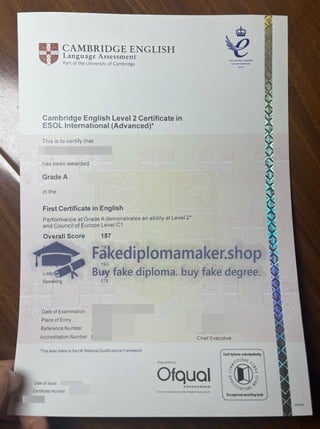 CAMBRIDGE ENGLISH
Language Assessment
Part of the University of Cambridge
Cambridge English Level 2 Certificate in
ESOL International (Advanced)*
This is to certify that
has been awarded
Grade A
in the
First Certificate in English
Performance at Grade A demonstrates an ability at Level 2*
and Council of Europe Level C1
Overall Score 187
Fakediplomamaker.shop
Buy fake diploma. buy fake degree.
Speaking
Date of Examination
Place of Entry
Reference Number
Accreditation Number
Chief Executive
*This level refers to the UK National Qualifications Framework
Regulated by
Ofqual
Date of Issue
Certificate Number